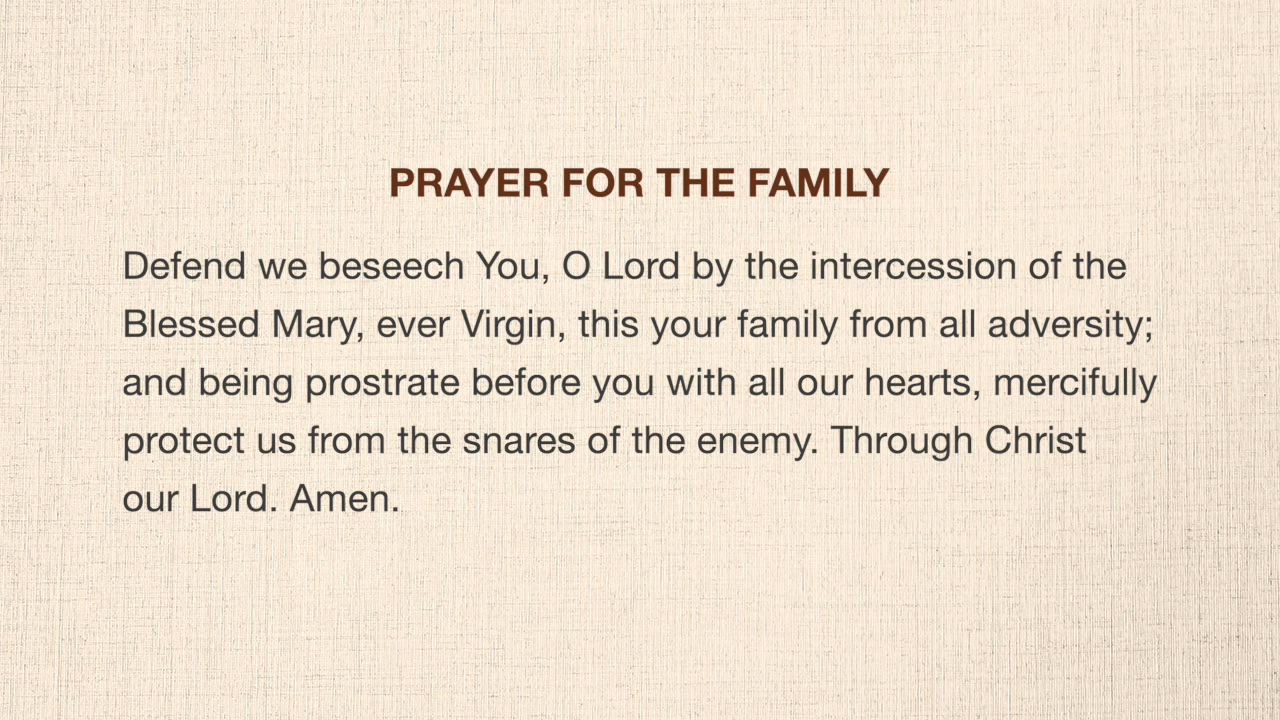 PRAYER FOR THE FAMILY
Defend we beseech You, O Lord by the intercession of the
Blessed Mary, ever Virgin, this your family from all adversity;
and being prostrate before you with all our hearts, mercifully
protect us from the snares of the enemy. Through Christ
our Lord. Amen.